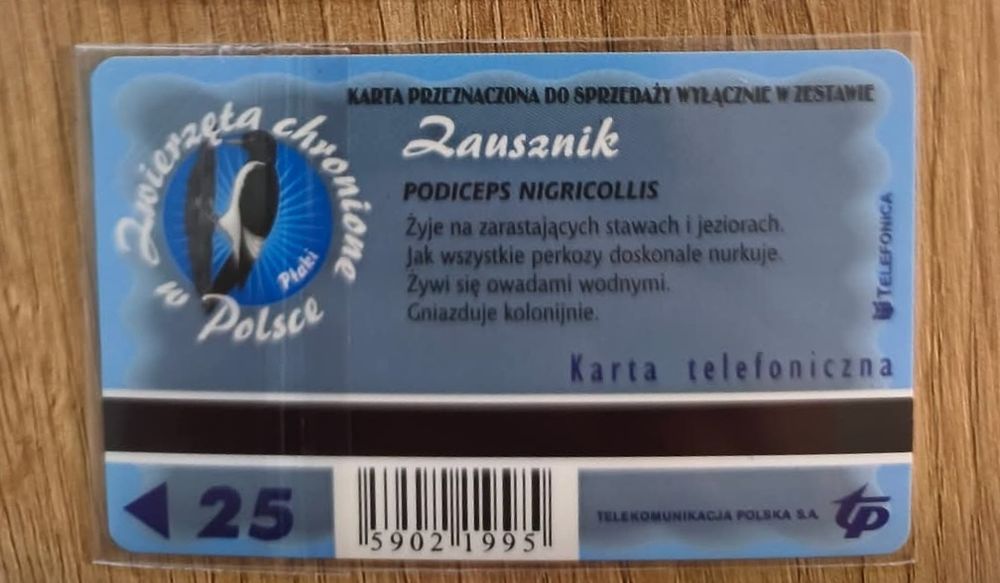 KARTA PRZEZNACZONA DO SPRZEDAŻY WYŁĄCZNIE W ZESTAWIE
Zwierzęta chronione
w Polsce
Ptaki
Zausznik
PODICEPS NIGRICOLLIS
Żyje na zarastających stawach i jeziorach.
Jak wszystkie perkozy doskonale nurkuje.
Żywi się owadami wodnymi.
Gniazduje kolonijnie.
TELEFONICA
Karta telefoniczna
25
5902 1995
TELEKOMUNIKACJA POLSKA S.A.
tp